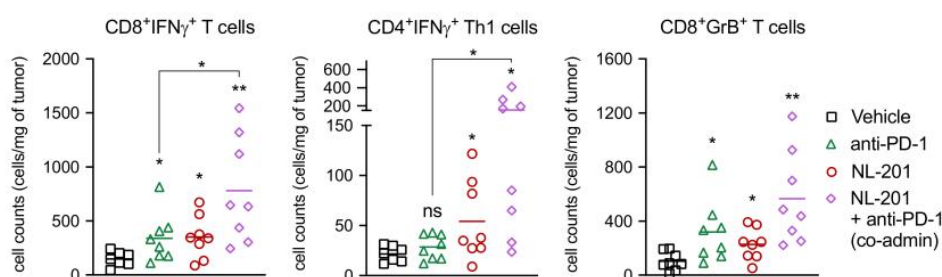 CD8⁺IFNγ⁺ T cells
cell counts (cells/mg of tumor)
2000
1500
1000
500
0
*
*
*
**
CD4⁺IFNγ⁺ Th1 cells
cell counts (cells/mg of tumor)
600
400
200
150
100
50
0
*
*
*
ns
CD8⁺GrB⁺ T cells
cell counts (cells/mg of tumor)
1600
1200
800
400
0
*
*
**
Vehicle
anti-PD-1
NL-201
NL-201
+ anti-PD-1
(co-admin)